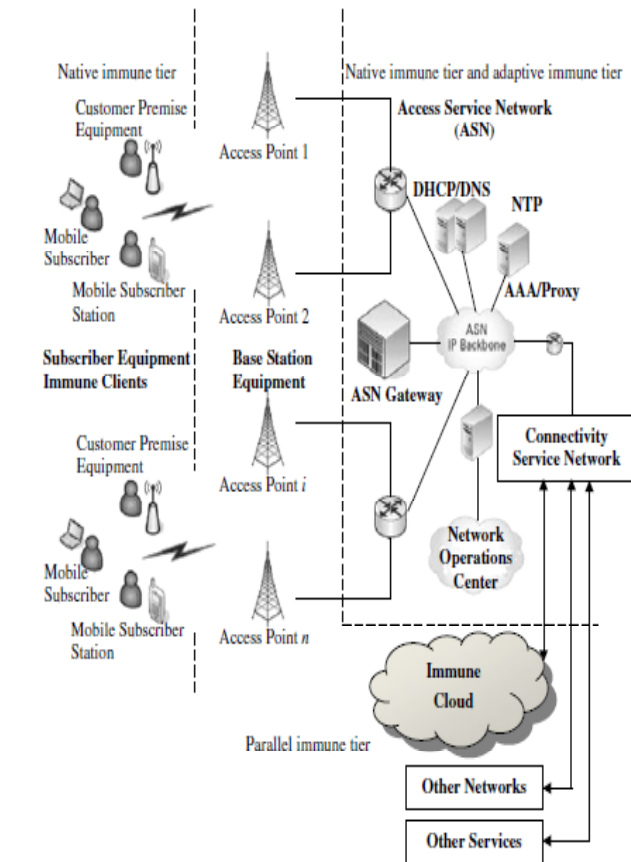 Native immune tier
Native immune tier and adaptive immune tier
Customer Premise
Equipment
Access Point 1
Access Service Network
(ASN)
DHCP/DNS
NTP
Mobile
Subscriber
Mobile Subscriber
Station
Access Point 2
AAA/Proxy
ASN
IP Backbone
Subscriber Equipment
Immune Clients
Base Station
Equipment
ASN Gateway
Connectivity
Service Network
Customer Premise
Equipment
Access Point i
Network
Operations
Center
Mobile
Subscriber
Mobile Subscriber
Station
Access Point n
Immune
Cloud
Parallel immune tier
Other Networks
Other Services